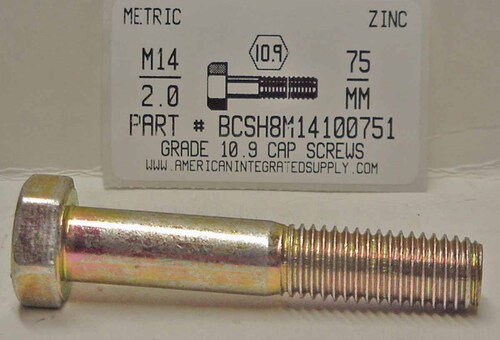 METRIC ZINC
M14 10.9 75
2.0 MM
PART # BCSH8M14100751
GRADE 10.9 CAP SCREWS
WWW.AMERICANINTEGRATEDSUPPLY.COM